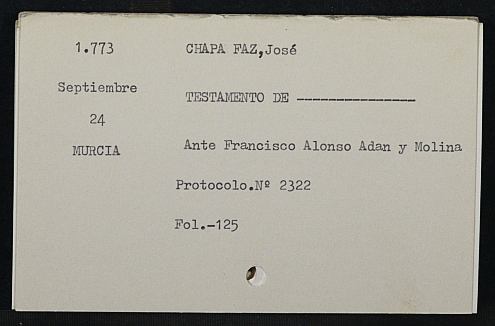 1.773
CHAPA FAZ,José
Septiembre
TESTAMENTO DE ---------------
24
MURCIA
Ante Francisco Alonso Adan y Molina
Protocolo.Nº 2322
Fol.-125